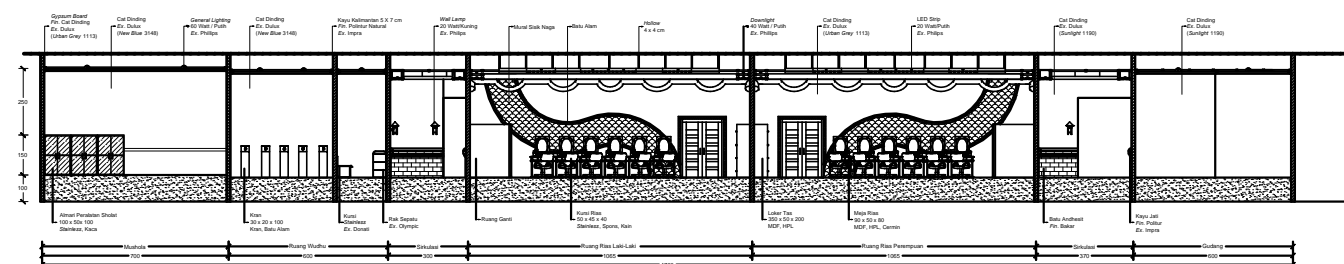 Gypsum Board
Fin. Cat Dinding
Ex. Dulux
(Urban Grey 1113)
Cat Dinding
Ex. Dulux
(New Blue 3148)
General Lighting
60 Watt / Putih
Ex. Phillips
Cat Dinding
Ex. Dulux
(New Blue 3148)
Kayu Kalimantan 5 X 7 cm
Fin. Politur Natural
Ex. Impra
Wall Lamp
20 Watt/Kuning
Ex. Philips
Mural Sisik Naga
Batu Alam
Hollow
4 x 4 cm
Downlight
40 Watt / Putih
Ex. Phillips
Cat Dinding
Ex. Dulux
(Urban Grey 1113)
LED Strip
20 Watt/Putih
Ex. Philips
Cat Dinding
Ex. Dulux
(Sunlight 1190)
Cat Dinding
Ex. Dulux
(Sunlight 1190)
250
150
100
Almari Peralatan Sholat
100 x 50x 100
Stainless, Kaca
Kran
30 x 20 x 100
Kran, Batu Alam
Kursi
Stainless
Ex. Donati
Rak Sepatu
Ex. Olympic
Ruang Ganti
Kursi Rias
50 x 45 x 40
Stainless, Spons, Kain
Loker Tas
350 x 50 x 200
MDF, HPL
Meja Rias
90 x 50 x 80
MDF, HPL, Cermin
Batu Andhesit
Fin. Bakar
Kayu Jati
Fin. Politur
Ex. Impra
Mushola
Ruang Wudhu
Sirkulasi
Ruang Rias Laki-Laki
Ruang Rias Perempuan
Sirkulasi
Gudang
700
600
300
1065
1065
370
600